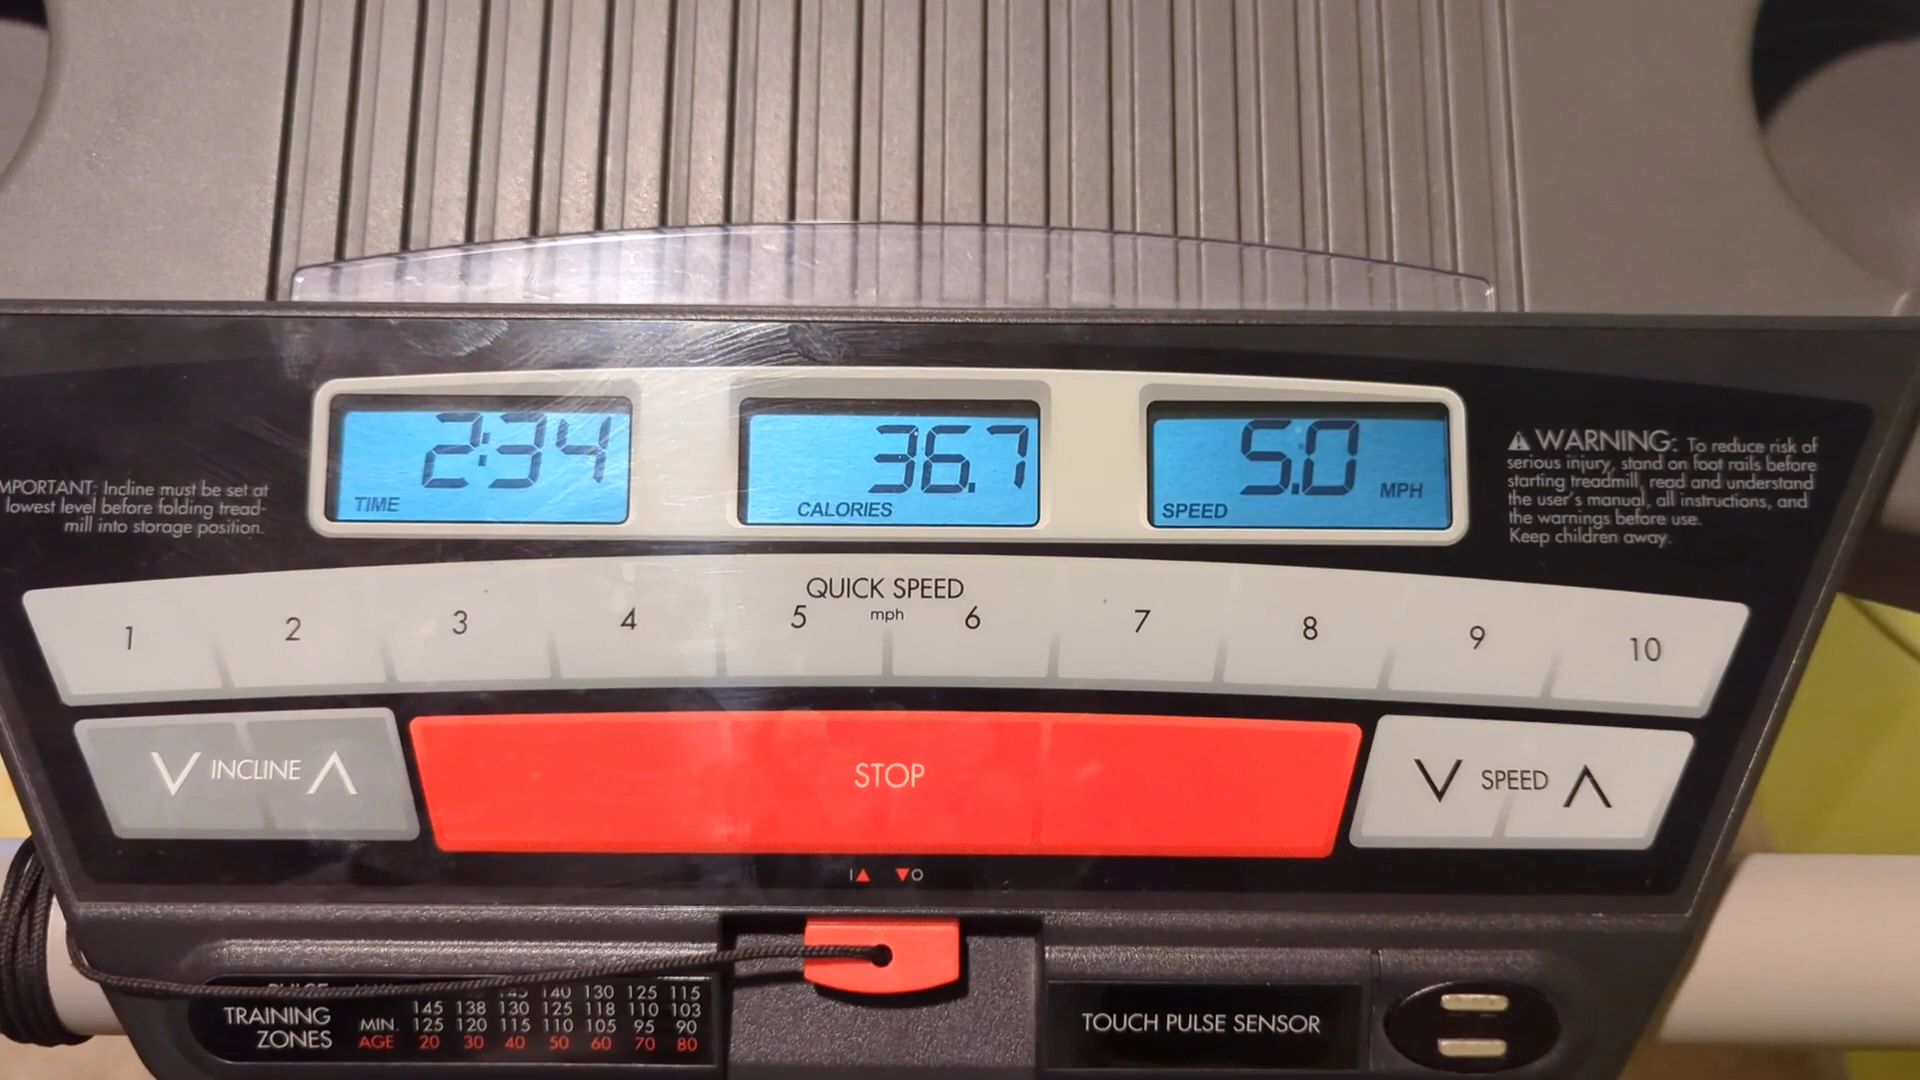 2:34
TIME
36.7
CALORIES
5.0
SPEED
MPH
MPORTANT: Incline must be set at
lowest level before folding tread-
mill into storage position.
WARNING: To reduce risk of
serious injury, stand on foot rails before
starting treadmill, read and understand
the user's manual, all instructions, and
the warnings before use.
Keep children away.
QUICK SPEED
mph
1 2 3 4 5 6 7 8 9 10
INCLINE
STOP
SPEED
I O
140 130 125 115
TRAINING 145 138 130 125 118 110 103
ZONES MIN. 125 120 115 110 105 95 90
AGE 20 30 40 50 60 70 80
TOUCH PULSE SENSOR